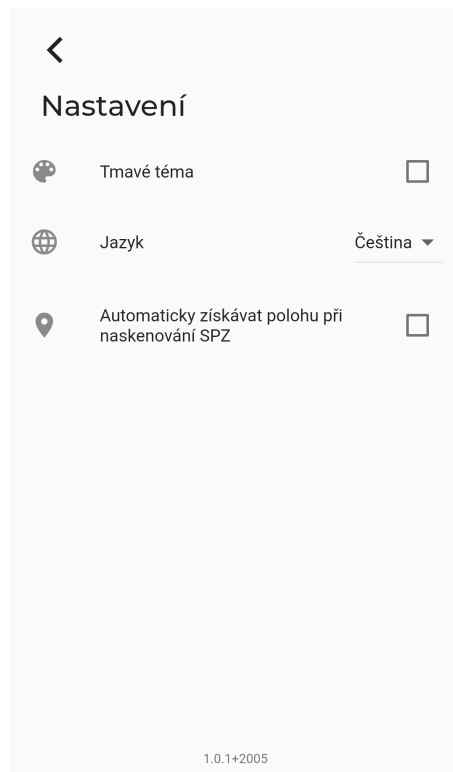 Nastavení
Tmavé téma
Jazyk
Čeština
Automaticky získávat polohu při
naskenování SPZ
1.0.1+2005